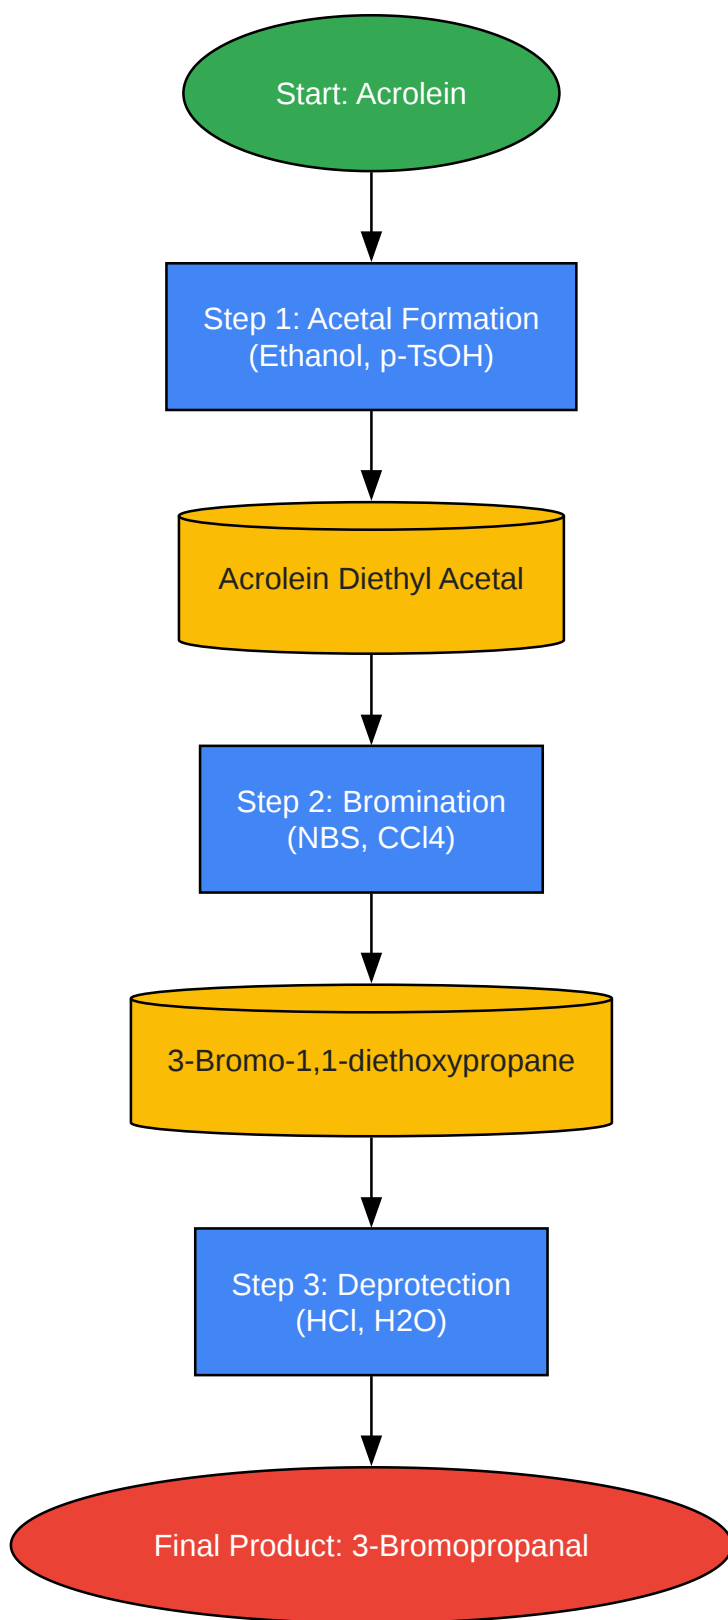 Start: Acrolein
Step 1: Acetal Formation
(Ethanol, p-TsOH)
Acrolein Diethyl Acetal
Step 2: Bromination
(NBS, CCl4)
3-Bromo-1,1-diethoxypropane
Step 3: Deprotection
(HCl, H2O)
Final Product: 3-Bromopropanal